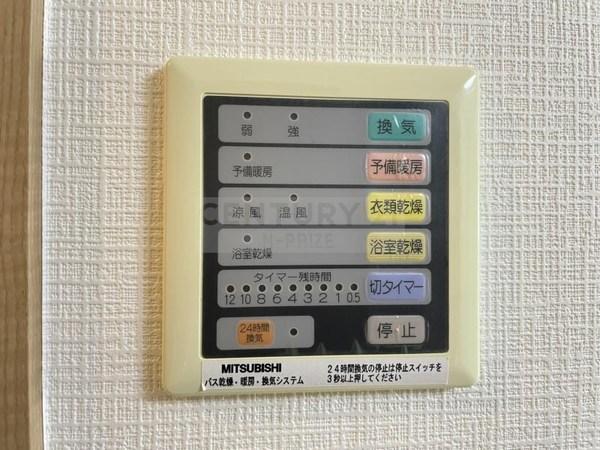 弱 強 換気
予備暖房 予備暖房
涼風 温風 衣類乾燥
CENTURY 21
N-PRIZE
浴室乾燥 浴室乾燥
タイマー残時間
12 10 8 6 4 3 2 1 0.5 切タイマー
24時間
換気
停止
MITSUBISHI
バス乾燥・暖房・換気システム
24時間換気の停止は停止スイッチを
3秒以上押してください